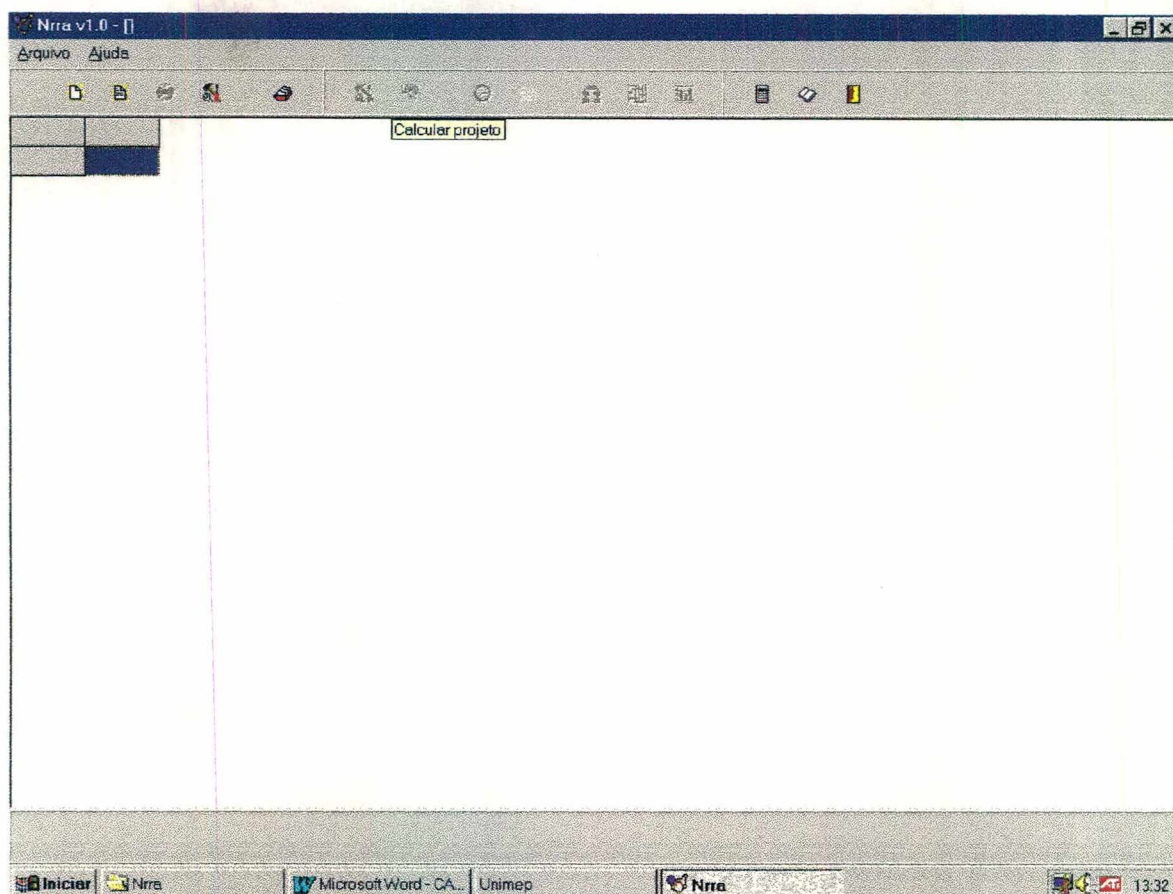 Nrra v1.0 - []
Arquivo Ajuda
Calcular projeto
Iniciar Nrra Microsoft Word - CA... Unimep Nrra 13:32